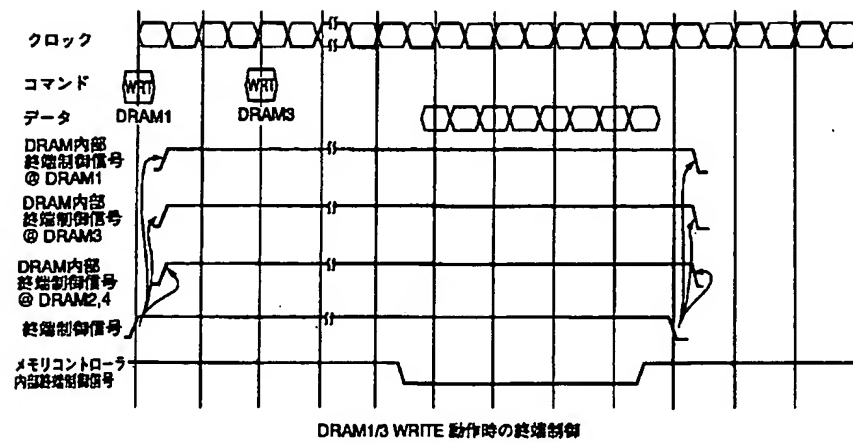 クロック
コマンド
WRT
WRT
データ
DRAM1
DRAM3
DRAM内部
終端制御信号
@ DRAM1
DRAM内部
終端制御信号
@ DRAM3
DRAM内部
終端制御信号
@ DRAM2,4
終端制御信号
メモリコントローラ
内部終端制御信号
DRAM1/3 WRITE 動作時の終端制御